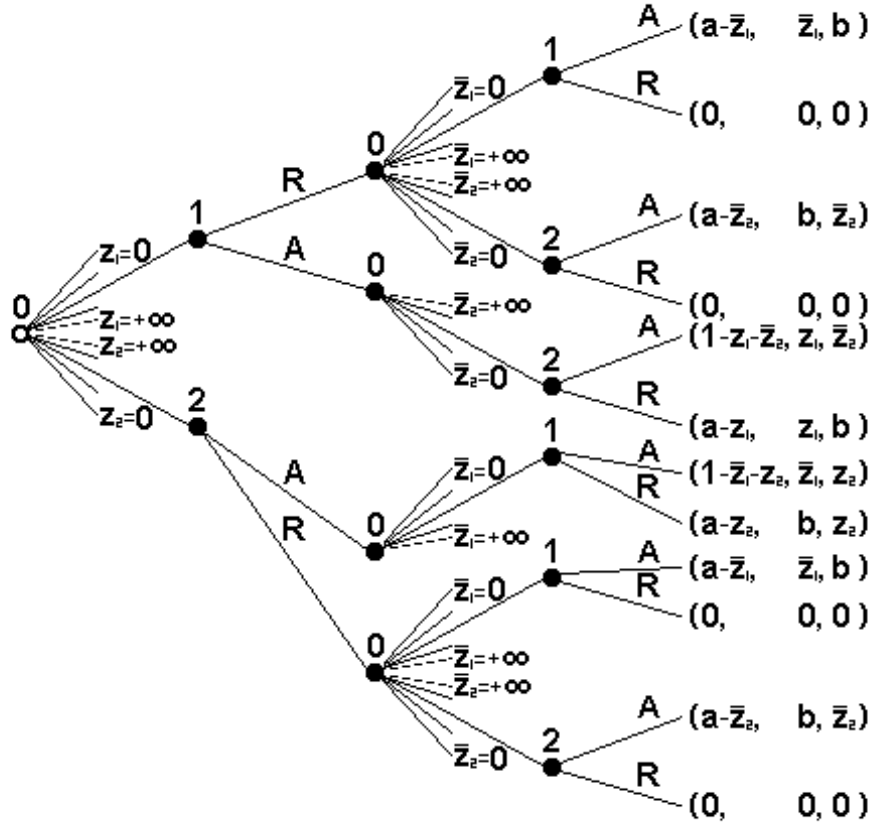 A (a-z̄₁, z̄₁, b)
1
z̄₁=0 R (0, 0, 0)
0
z̄₁=+∞
R z̄₂=+∞
A (a-z̄₂, b, z̄₂)
1 z̄₂=0 2
z₁=0 A 0 R (0, 0, 0)
z̄₂=+∞
0 z₁=+∞ A (1-z₁-z̄₂, z₁, z̄₂)
z₂=+∞ z̄₂=0 2
R
z₂=0 2 (a-z₁, z₁, b)
1 A
z̄₁=0 (1-z̄₁-z₂, z̄₁, z₂)
A R
0 (a-z₂, b, z₂)
R z̄₁=+∞ 1 A (a-z̄₁, z̄₁, b)
z̄₁=0 R
(0, 0, 0)
0
z̄₁=+∞
z̄₂=+∞
A (a-z̄₂, b, z̄₂)
z̄₂=0 2
R
(0, 0, 0)